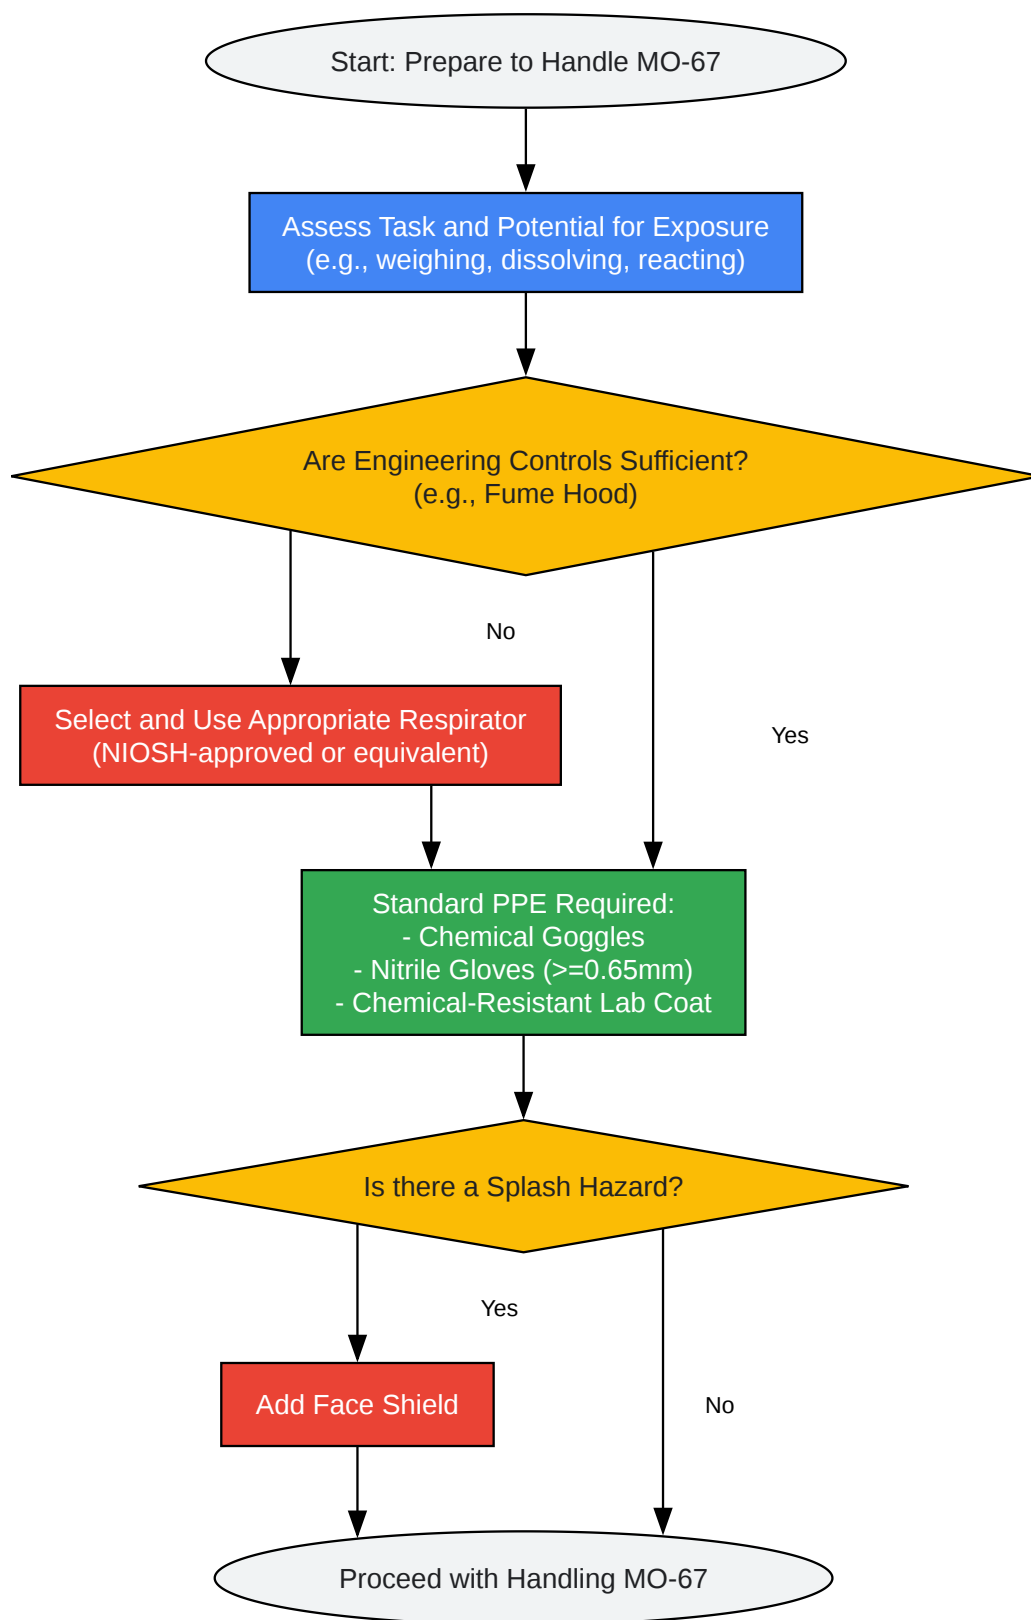 Start: Prepare to Handle MO-67
Assess Task and Potential for Exposure
(e.g., weighing, dissolving, reacting)
Are Engineering Controls Sufficient?
(e.g., Fume Hood)
No
Select and Use Appropriate Respirator
(NIOSH-approved or equivalent)
Yes
Standard PPE Required:
- Chemical Goggles
- Nitrile Gloves (>=0.65mm)
- Chemical-Resistant Lab Coat
Is there a Splash Hazard?
Yes
Add Face Shield
No
Proceed with Handling MO-67